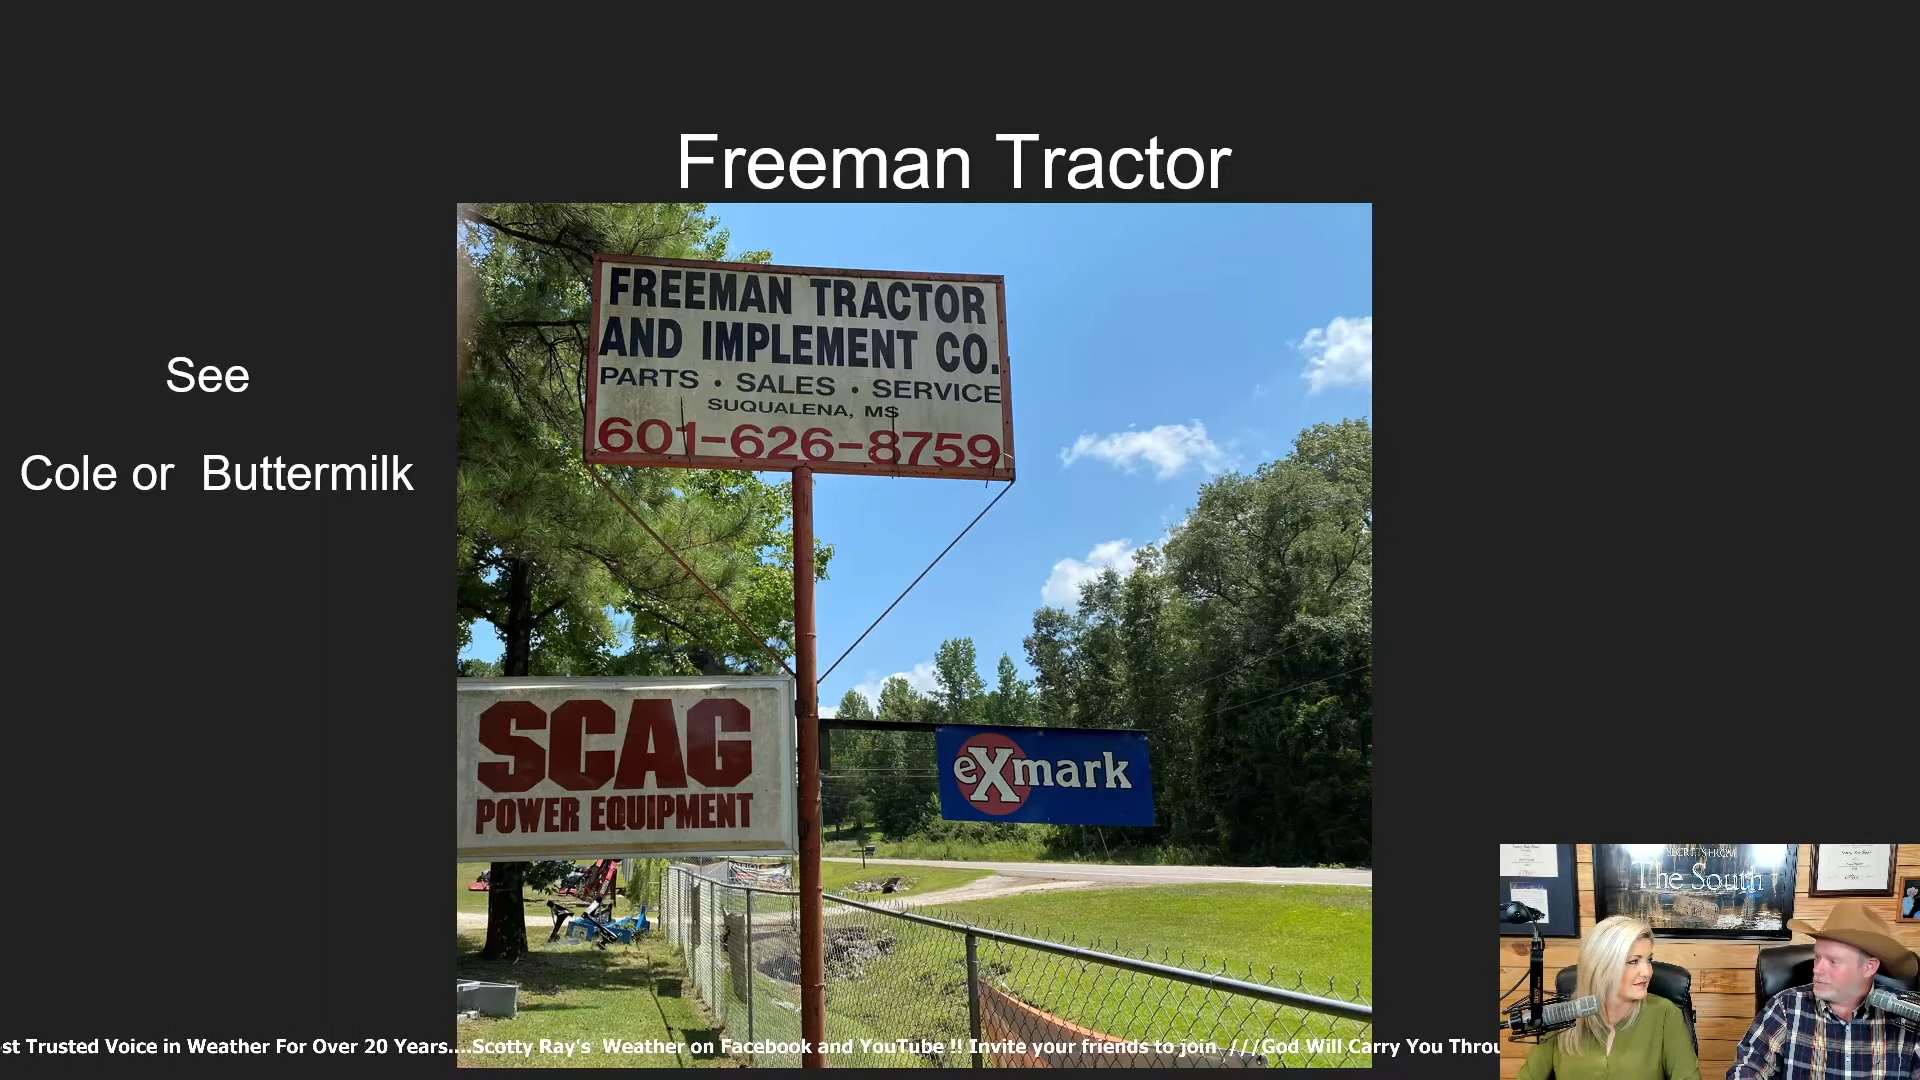 Freeman Tractor
See
Cole or Buttermilk
FREEMAN TRACTOR
AND IMPLEMENT CO.
PARTS • SALES • SERVICE
SUQUALENA, MS
601-626-8759
SCAG
POWER EQUIPMENT
eXmark
The South
st Trusted Voice in Weather For Over 20 Years....Scotty Ray's Weather on Facebook and YouTube !! Invite your friends to join ///God Will Carry You Throu